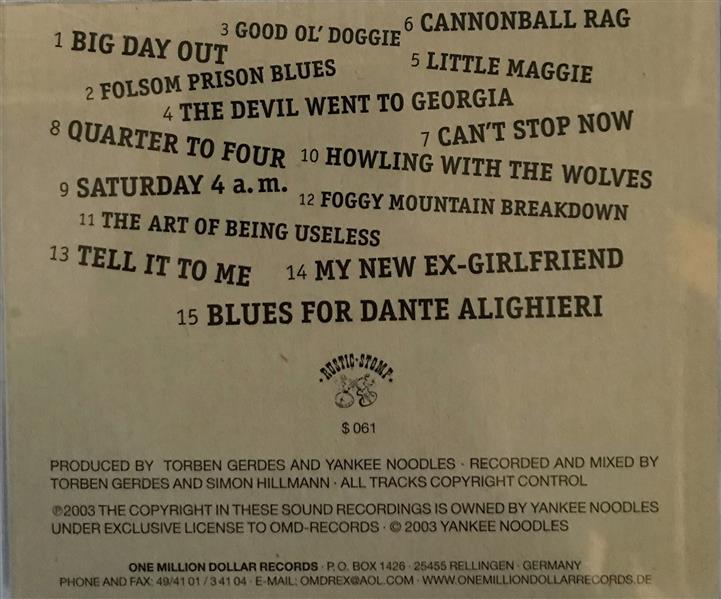 1 BIG DAY OUT
2 FOLSOM PRISON BLUES
3 GOOD OL' DOGGIE
4 THE DEVIL WENT TO GEORGIA
5 LITTLE MAGGIE
6 CANNONBALL RAG
7 CAN'T STOP NOW
8 QUARTER TO FOUR
9 SATURDAY 4 a.m.
10 HOWLING WITH THE WOLVES
11 THE ART OF BEING USELESS
12 FOGGY MOUNTAIN BREAKDOWN
13 TELL IT TO ME
14 MY NEW EX-GIRLFRIEND
15 BLUES FOR DANTE ALIGHIERI
·RUSTIC·STOMP·
$ 061
PRODUCED BY TORBEN GERDES AND YANKEE NOODLES · RECORDED AND MIXED BY
TORBEN GERDES AND SIMON HILLMANN · ALL TRACKS COPYRIGHT CONTROL
℗2003 THE COPYRIGHT IN THESE SOUND RECORDINGS IS OWNED BY YANKEE NOODLES
UNDER EXCLUSIVE LICENSE TO OMD-RECORDS · © 2003 YANKEE NOODLES
ONE MILLION DOLLAR RECORDS · P. O. BOX 1426 · 25455 RELLINGEN · GERMANY
PHONE AND FAX: 49/41 01 / 3 41 04 · E-MAIL: OMDREX@AOL.COM · WWW.ONEMILLIONDOLLARRECORDS.DE